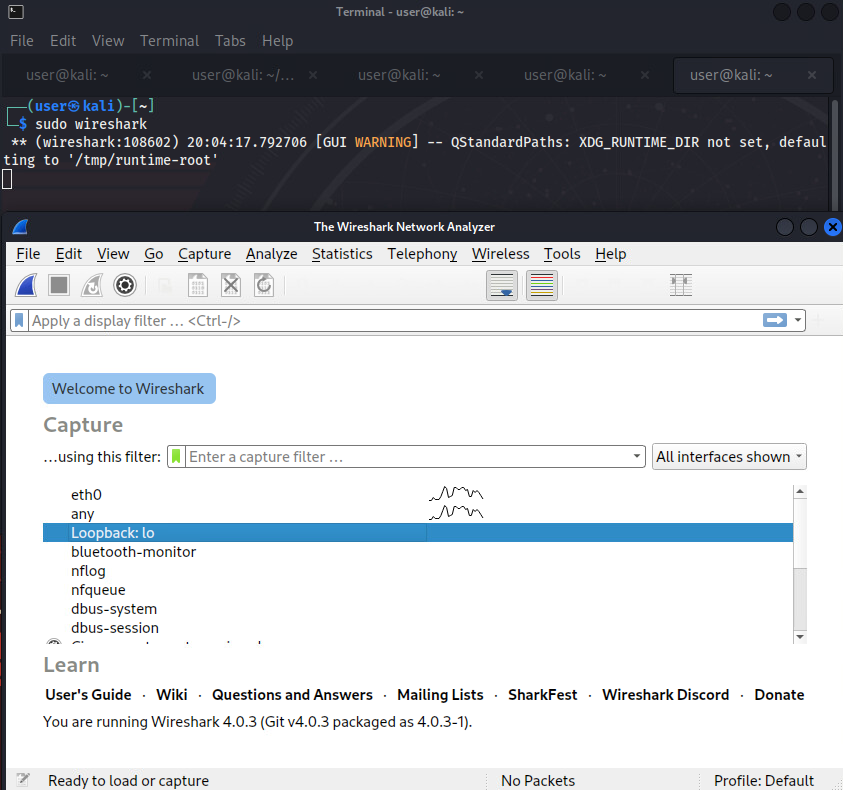 Terminal - user@kali: ~
File Edit View Terminal Tabs Help
user@kali: ~ × user@kali: ~/... × user@kali: ~ × user@kali: ~ × user@kali: ~ ×
┌──(user㉿kali)-[~]
└─$ sudo wireshark
** (wireshark:108602) 20:04:17.792706 [GUI WARNING] -- QStandardPaths: XDG_RUNTIME_DIR not set, defaul
ting to '/tmp/runtime-root'
The Wireshark Network Analyzer
File Edit View Go Capture Analyze Statistics Telephony Wireless Tools Help
Apply a display filter … <Ctrl-/>
Welcome to Wireshark
Capture
…using this filter: Enter a capture filter … All interfaces shown
eth0
any
Loopback: lo
bluetooth-monitor
nflog
nfqueue
dbus-system
dbus-session
Learn
User's Guide · Wiki · Questions and Answers · Mailing Lists · SharkFest · Wireshark Discord · Donate
You are running Wireshark 4.0.3 (Git v4.0.3 packaged as 4.0.3-1).
Ready to load or capture No Packets Profile: Default